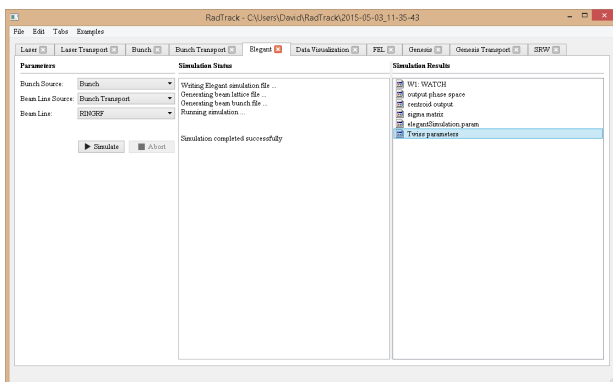 RadTrack - C:\Users\David\RadTrack\2015-05-03_11-35-43
File Edit Tabs Examples
Laser Laser Transport Bunch Bunch Transport Elegant Data Visualization FEL Genesis Genesis Transport SRW
Parameters
Bunch Source: Bunch
Beam Line Source: Bunch Transport
Beam Line: RINGRF
Simulate Abort
Simulation Status
Writing Elegant simulation file ...
Generating beam lattice file ...
Generating beam bunch file ...
Running simulation ...
Simulation completed successfully
Simulation Results
W1: WATCH
output phase space
centroid output
sigma matrix
elegantSimulation.param
Twiss parameters